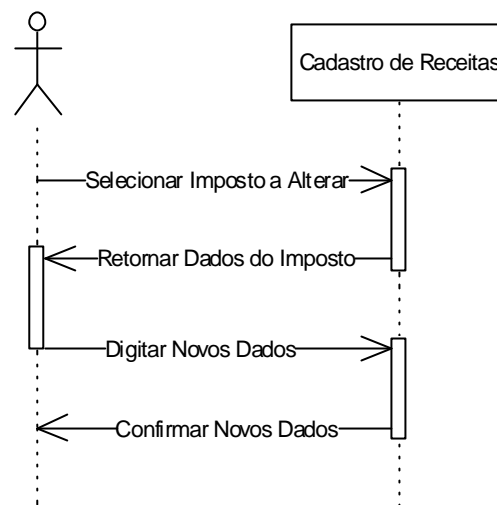 Cadastro de Receitas
Selecionar Imposto a Alterar
Retornar Dados do Imposto
Digitar Novos Dados
Confirmar Novos Dados